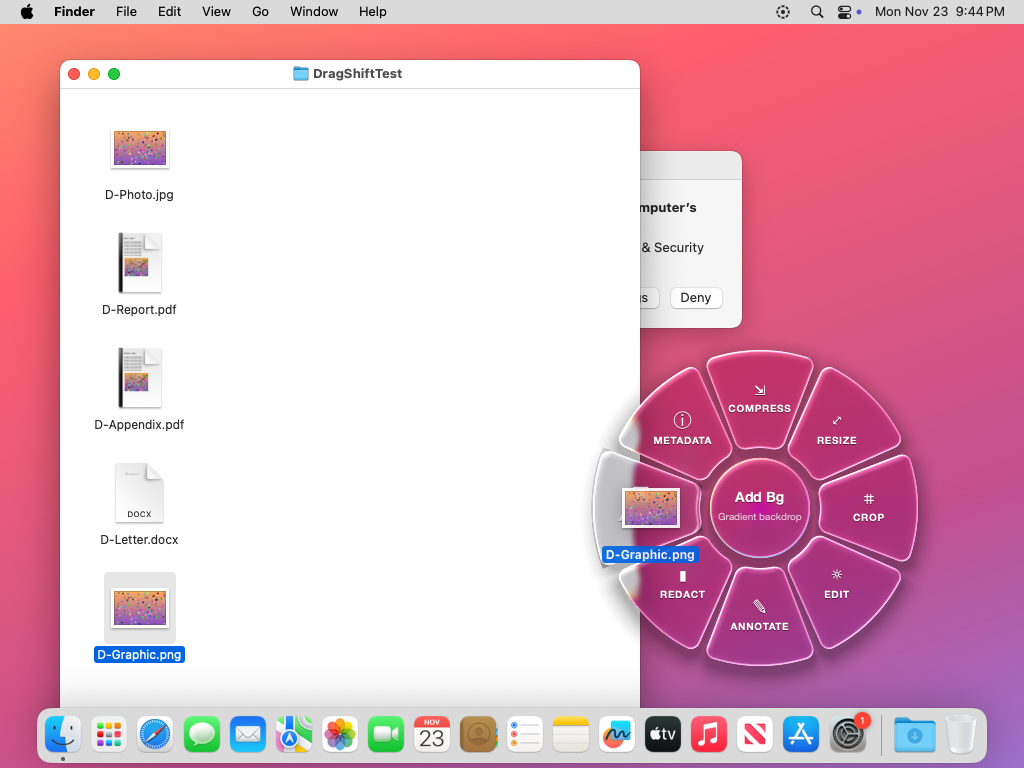 Finder File Edit View Go Window Help Mon Nov 23 9:44 PM
DragShiftTest
D-Photo.jpg
D-Report.pdf
D-Appendix.pdf
DOCX
D-Letter.docx
D-Graphic.png
& Security
Deny
COMPRESS
METADATA
RESIZE
Add Bg
Gradient backdrop
CROP
D-Graphic.png
REDACT
EDIT
ANNOTATE
NOV
23
tv
1